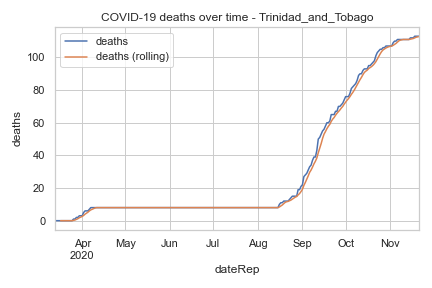 COVID-19 deaths over time - Trinidad_and_Tobago
deaths
deaths (rolling)
100
80
60
40
20
0
deaths
Apr May Jun Jul Aug Sep Oct Nov
2020
dateRep